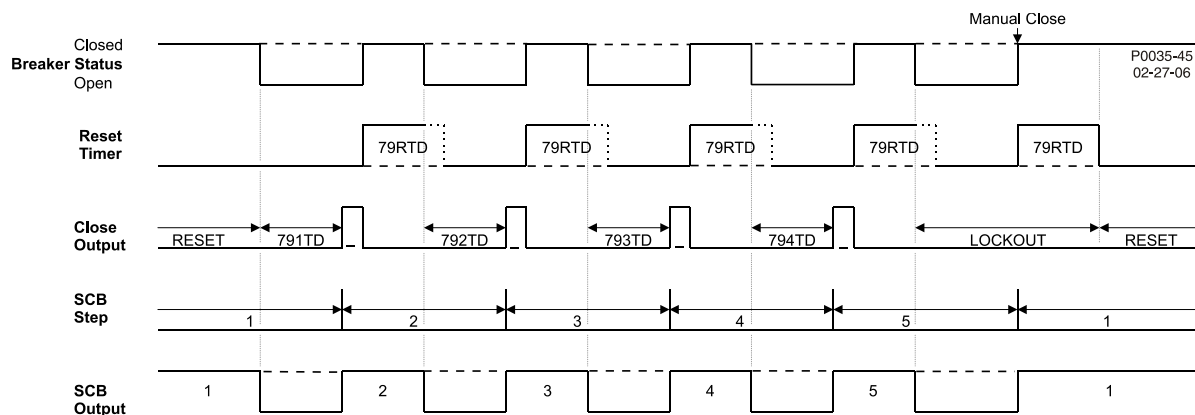 Manual Close
Closed
Breaker Status
Open
P0035-45
02-27-06
Reset
Timer
79RTD 79RTD 79RTD 79RTD 79RTD
Close
Output
RESET 791TD 792TD 793TD 794TD LOCKOUT RESET
SCB
Step
1 2 3 4 5 1
SCB
Output
1 2 3 4 5 1